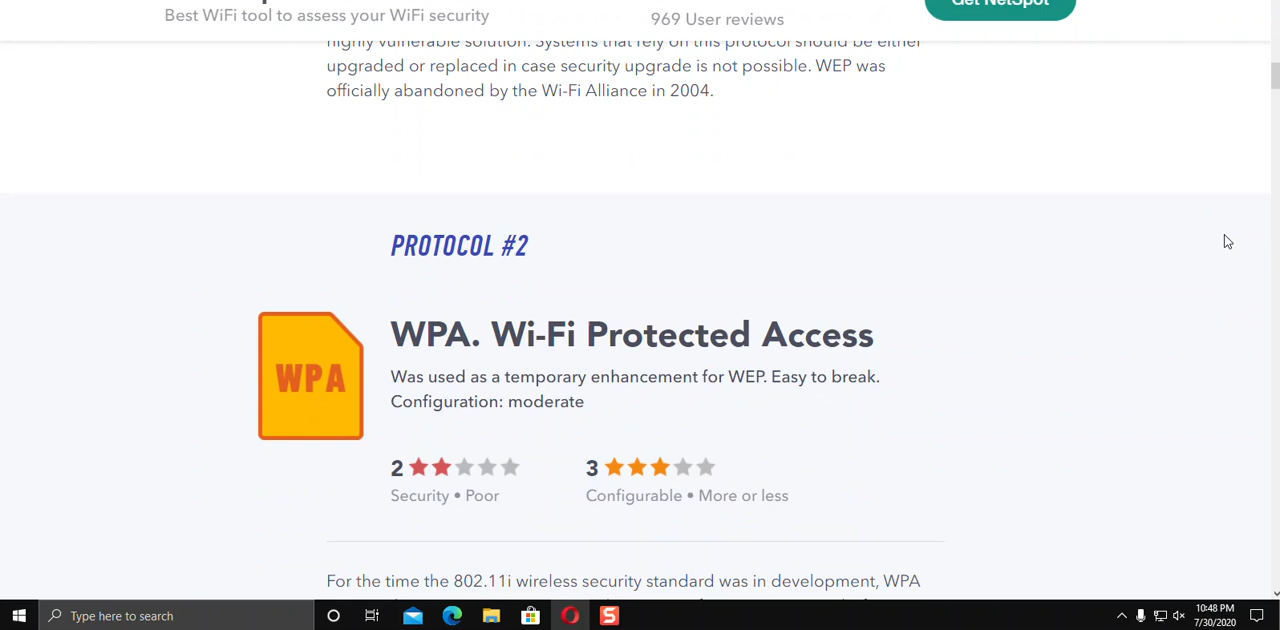 Best WiFi tool to assess your WiFi security
969 User reviews
Get NetSpot
highly vulnerable solution. Systems that rely on this protocol should be either
upgraded or replaced in case security upgrade is not possible. WEP was
officially abandoned by the Wi-Fi Alliance in 2004.
PROTOCOL #2
WPA
WPA. Wi-Fi Protected Access
Was used as a temporary enhancement for WEP. Easy to break.
Configuration: moderate
2
Security • Poor
3
Configurable • More or less
For the time the 802.11i wireless security standard was in development, WPA
Type here to search
S
10:48 PM
7/30/2020